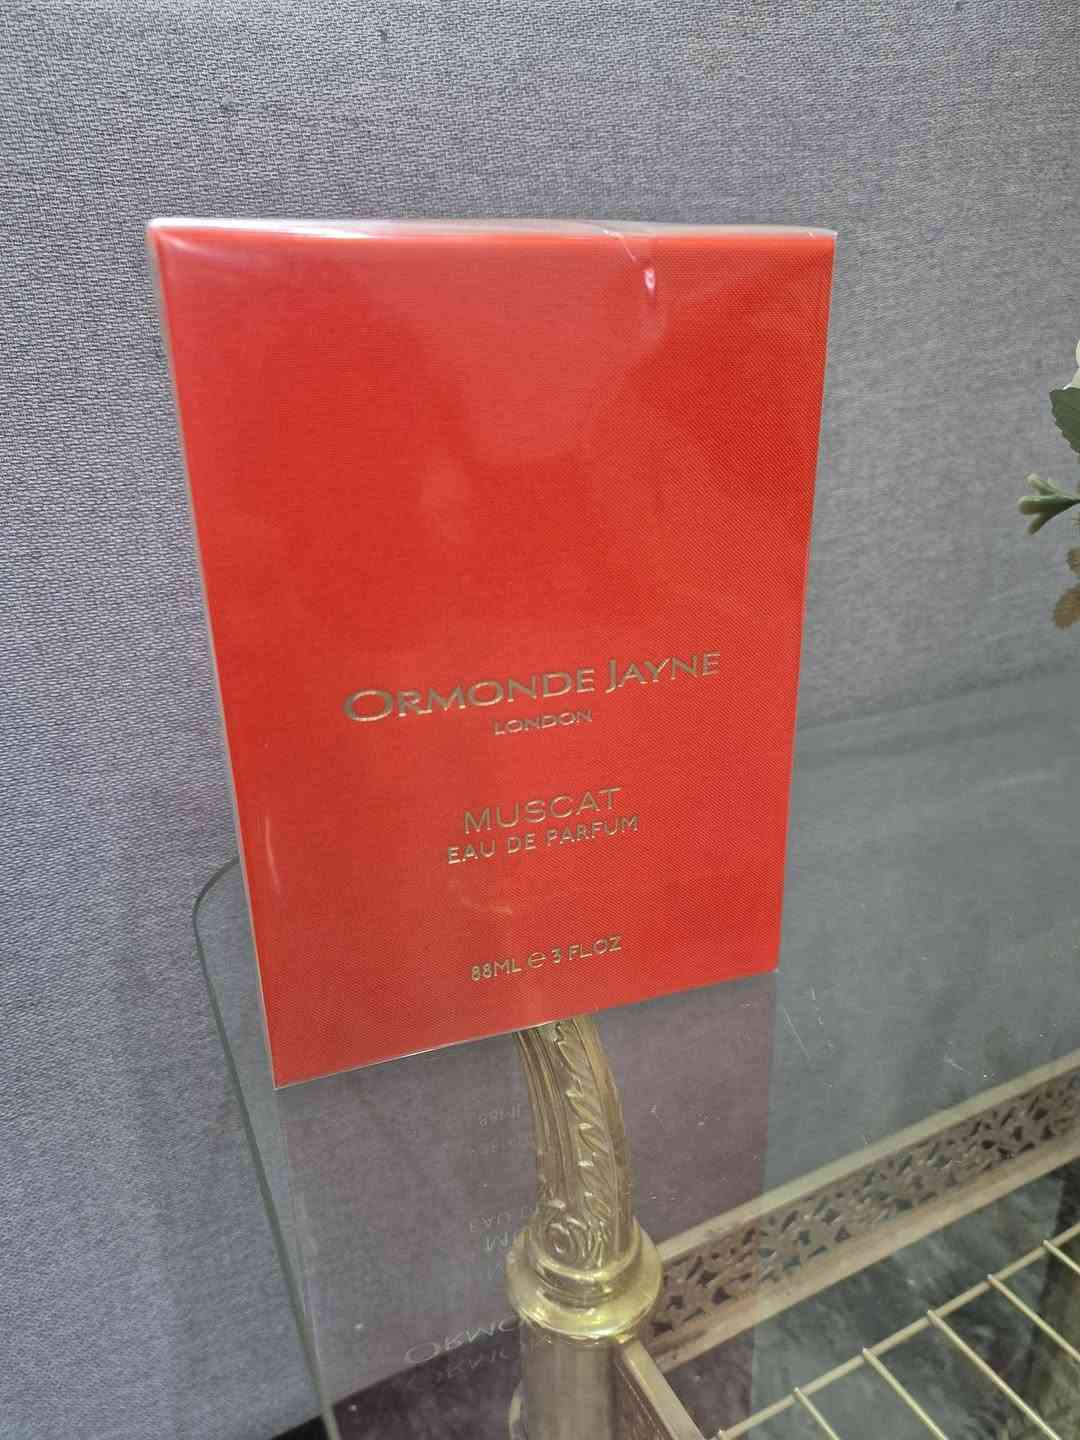 ORMONDE JAYNE
LONDON
MUSCAT
EAU DE PARFUM
88ML ℮ 3 FL.OZ